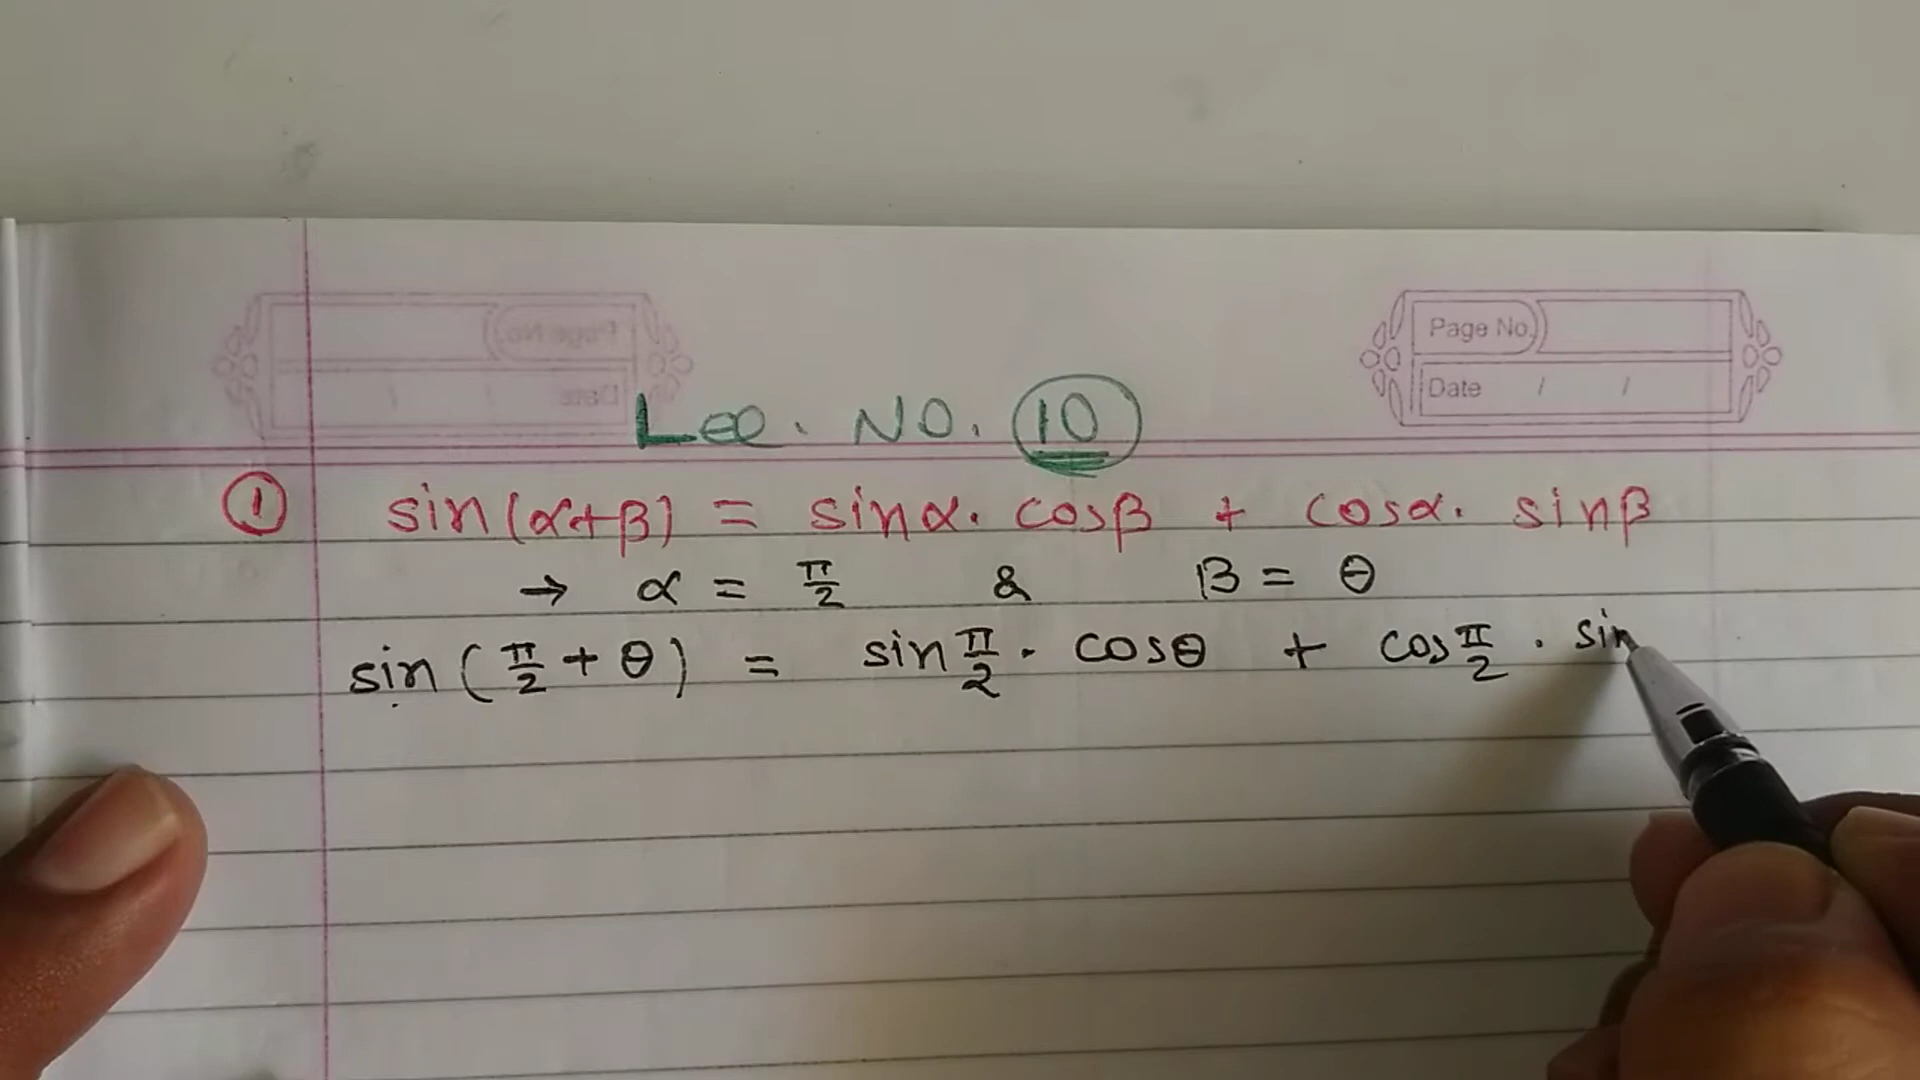 Page No.
Date / /
Lec. NO. 10
① sin(α+β) = sinα. cosβ + cosα. sinβ
→ α = π/2 & β = θ
sin(π/2 + θ) = sin π/2 . cosθ + cos π/2 . sin